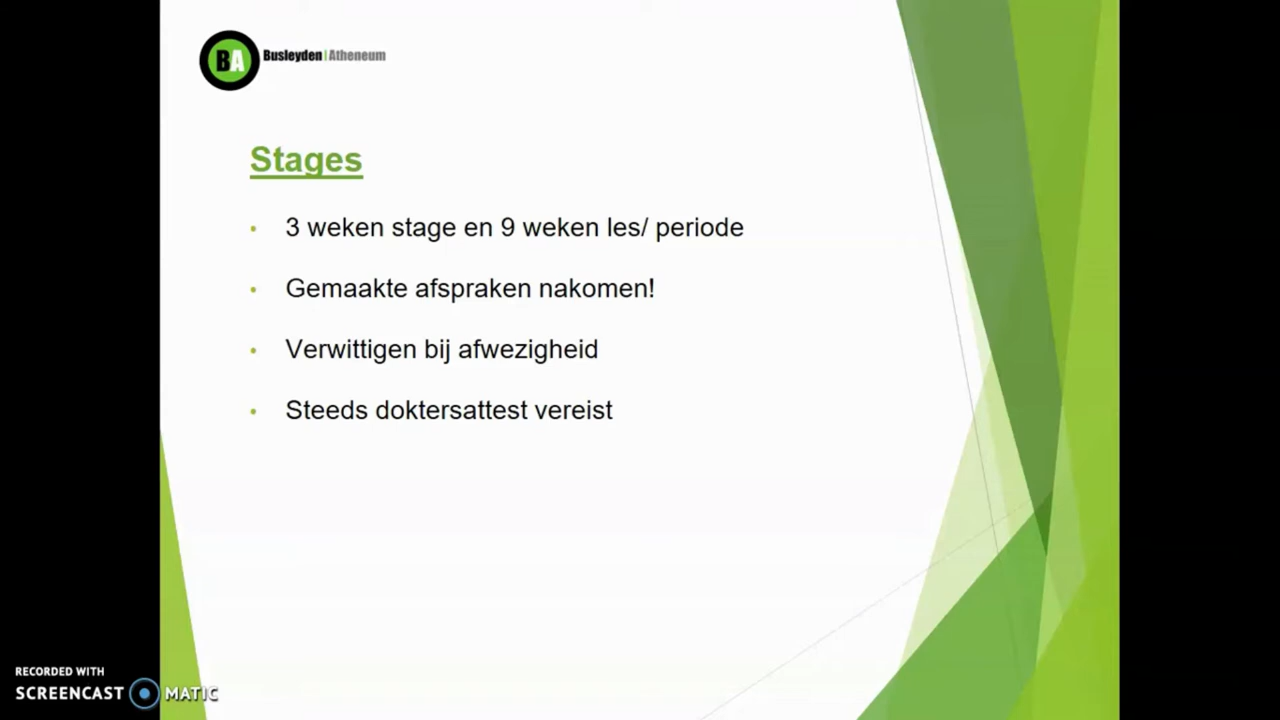 BA Busleyden|Atheneum
Stages
• 3 weken stage en 9 weken les/ periode
• Gemaakte afspraken nakomen!
• Verwittigen bij afwezigheid
• Steeds doktersattest vereist
RECORDED WITH
SCREENCAST MATIC